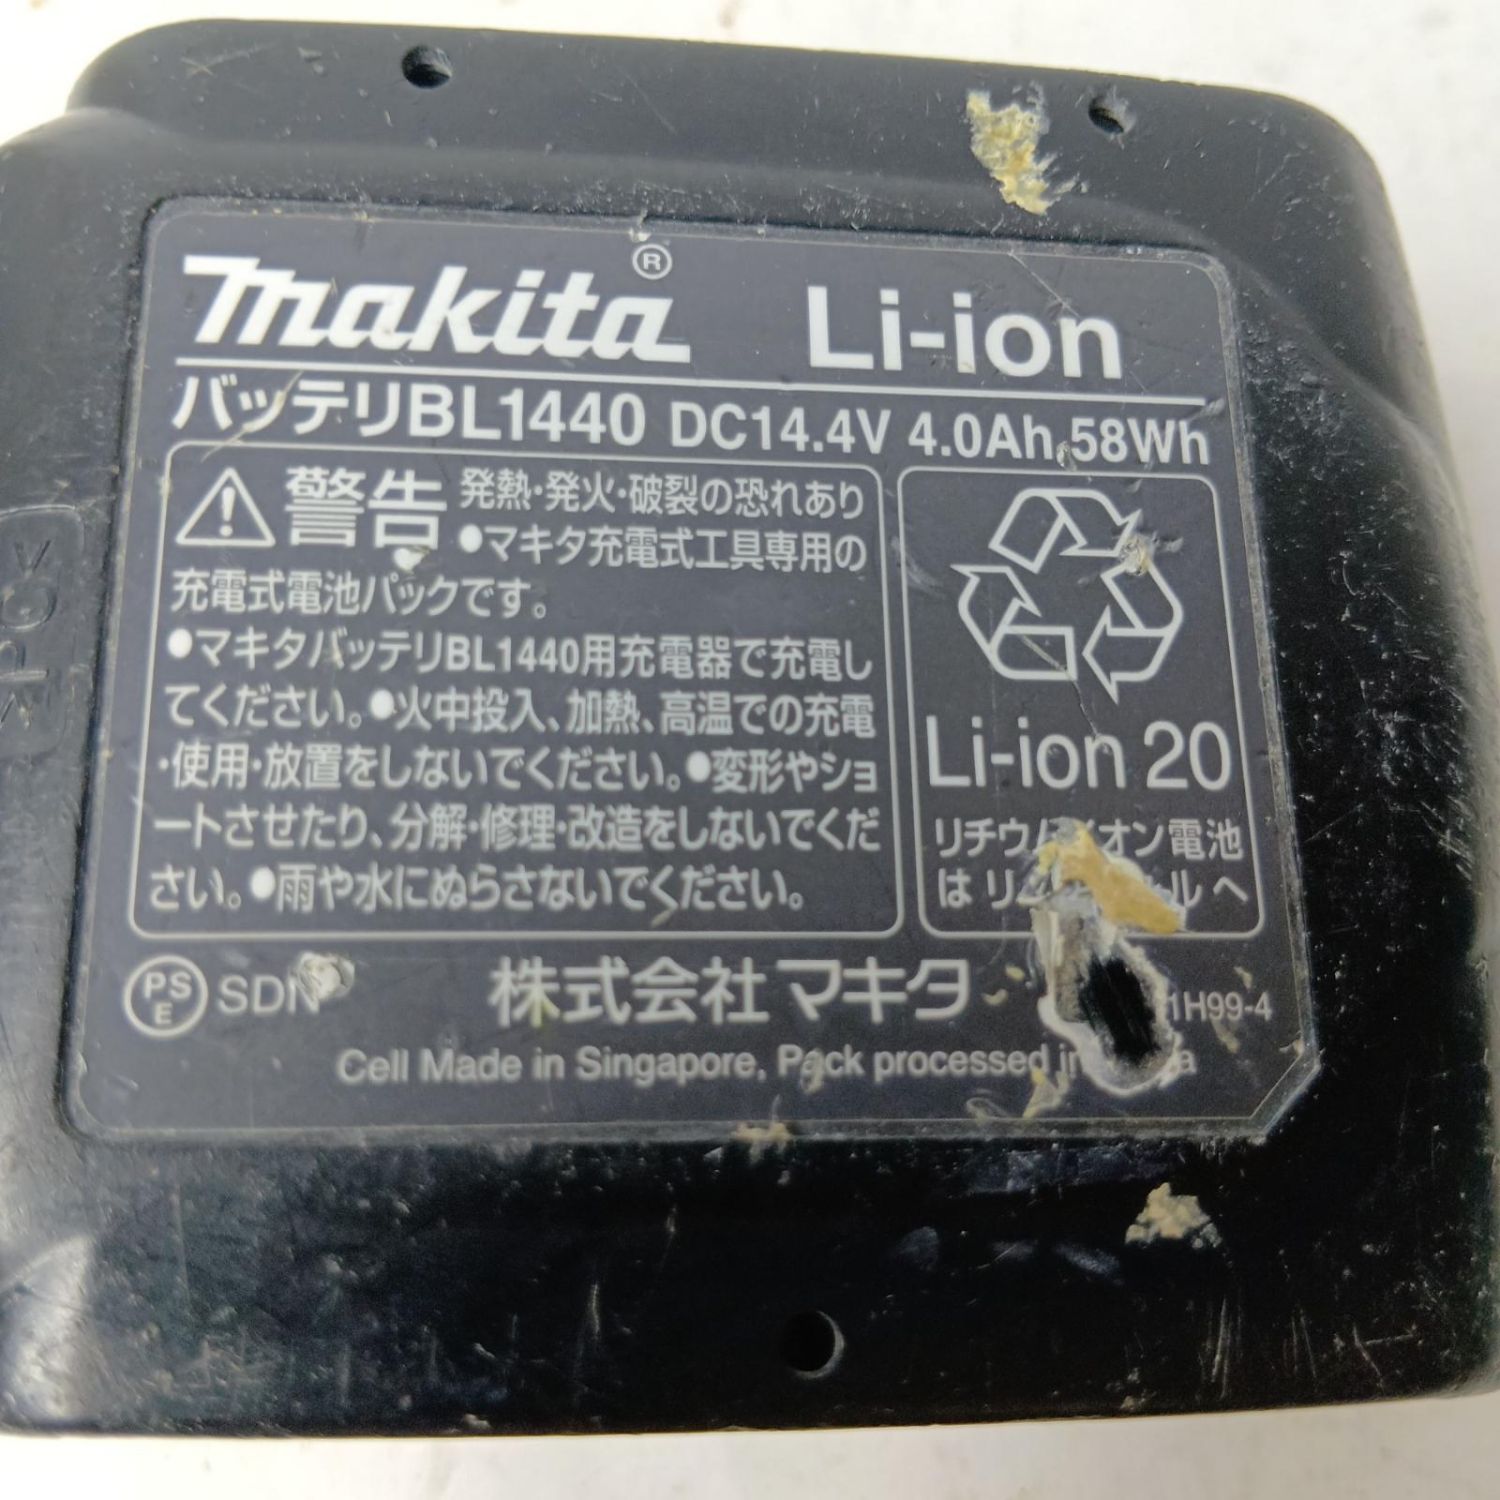 makita® Li-ion
バッテリBL1440 DC14.4V 4.0Ah 58Wh
警告 発熱・発火・破裂の恐れあり
●マキタ充電式工具専用の
充電式電池パックです。
●マキタバッテリBL1440用充電器で充電し
てください。●火中投入、加熱、高温での充電
・使用・放置をしないでください。●変形やショ
ートさせたり、分解・修理・改造をしないでくだ
さい。●雨や水にぬらさないでください。
Li-ion 20
電池
は へ
PSE
株式会社マキタ 1H99-4
Cell Made in Singapore, Pack processed